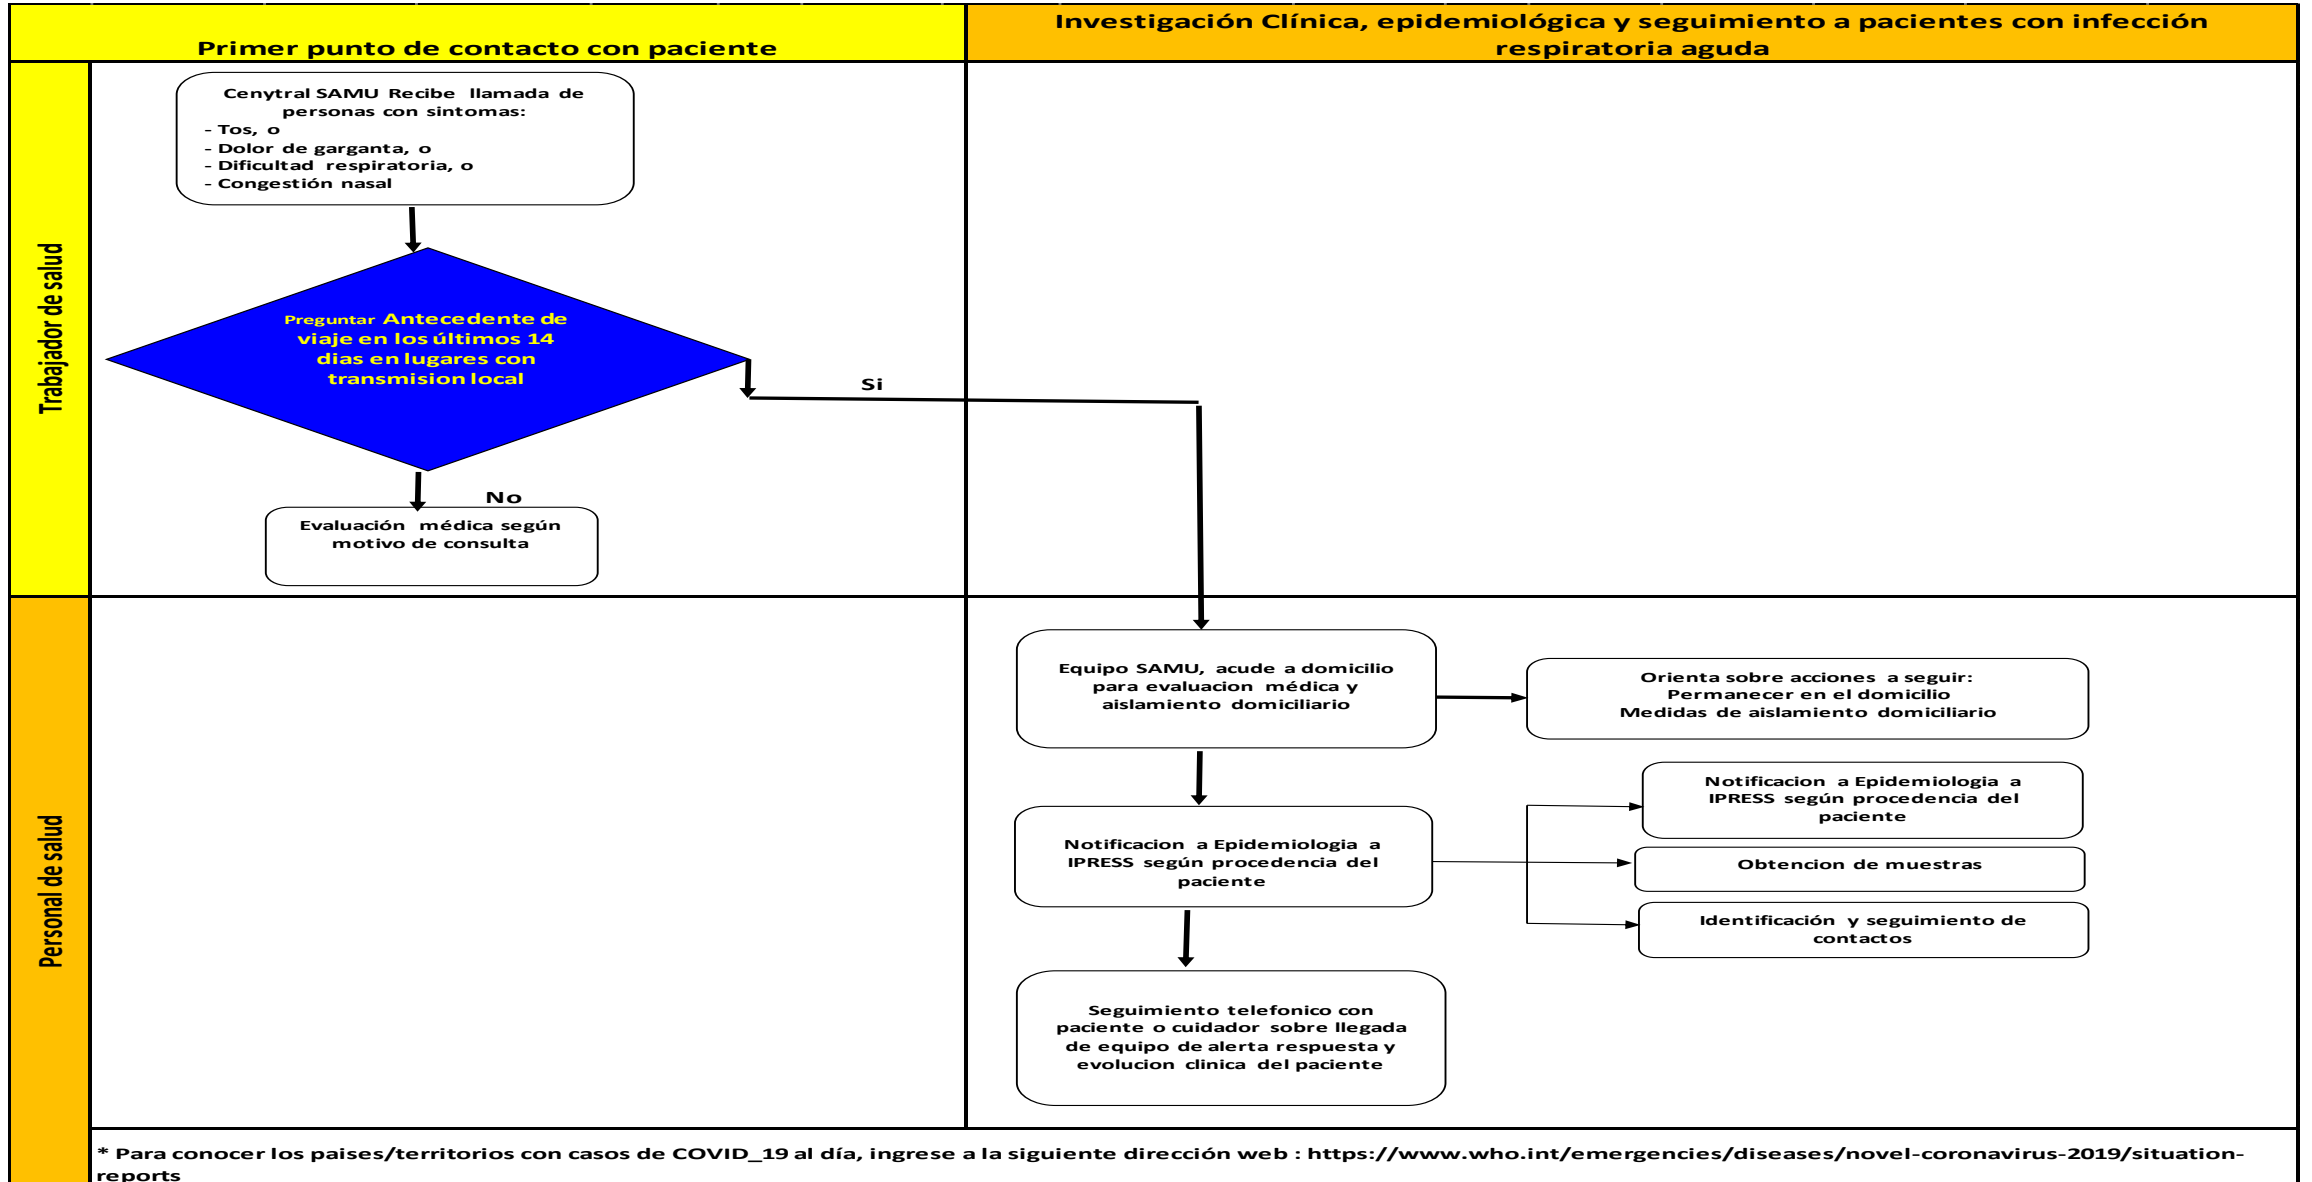 Primer punto de contacto con paciente
Investigación Clínica, epidemiológica y seguimiento a pacientes con infección
respiratoria aguda
Trabajador de salud
Cenytral SAMU Recibe llamada de
personas con sintomas:
- Tos, o
- Dolor de garganta, o
- Dificultad respiratoria, o
- Congestión nasal
Preguntar Antecedente de
viaje en los últimos 14
dias en lugares con
transmision local
Si
No
Evaluación médica según
motivo de consulta
Personal de salud
Equipo SAMU, acude a domicilio
para evaluacion médica y
aislamiento domiciliario
Orienta sobre acciones a seguir:
Permanecer en el domicilio
Medidas de aislamiento domiciliario
Notificacion a Epidemiologia a
IPRESS según procedencia del
paciente
Notificacion a Epidemiologia a
IPRESS según procedencia del
paciente
Obtencion de muestras
Identificación y seguimiento de
contactos
Seguimiento telefonico con
paciente o cuidador sobre llegada
de equipo de alerta respuesta y
evolucion clinica del paciente
* Para conocer los paises/territorios con casos de COVID_19 al día, ingrese a la siguiente dirección web : https://www.who.int/emergencies/diseases/novel-coronavirus-2019/situation-
reports